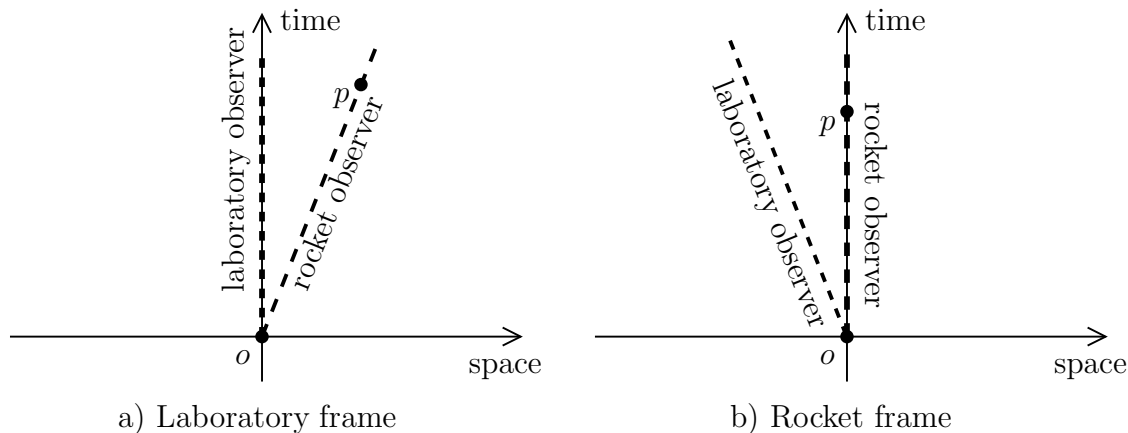 time
laboratory observer
p
rocket observer
o
space
a) Laboratory frame
time
laboratory observer
p
rocket observer
o
space
b) Rocket frame